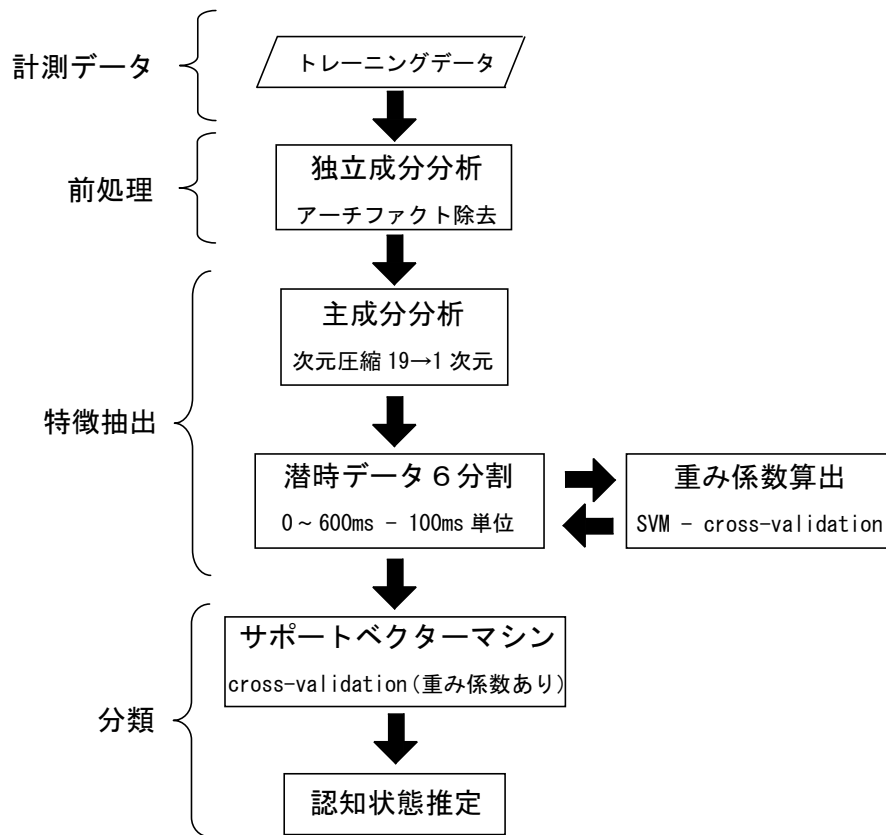 計測データ
トレーニングデータ
前処理
独立成分分析
アーチファクト除去
特徴抽出
主成分分析
次元圧縮 19→1 次元
潜時データ6分割
0~600ms - 100ms 単位
重み係数算出
SVM - cross-validation
分類
サポートベクターマシン
cross-validation(重み係数あり)
認知状態推定